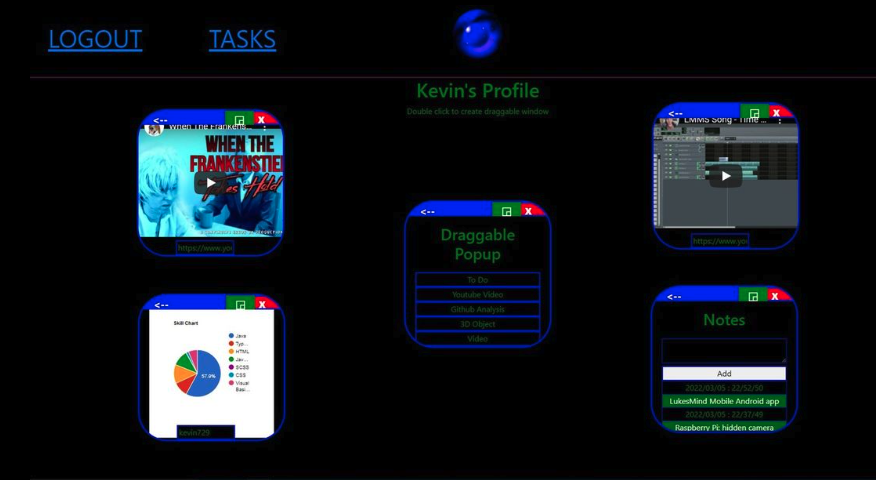 LOGOUT TASKS
Kevin's Profile
Double click to create draggable window
<-- X
When The Frankens...
WHEN THE
FRANKENSTIE
Hold
https://www.yo
<-- X
LMMS Song - Time ...
https://www.yo
<-- X
Draggable
Popup
To Do
Youtube Video
Github Analysis
3D Object
Video
<-- X
Skill Chart
Java
Typ...
HTML
Jav...
SCSS
CSS
Visual
Basi...
57.9%
kevin729
<-- X
Notes
Add
2022/03/05 : 22/52/50
LukesMind Mobile Android app
2022/03/05 : 22/37/49
Raspberry Pi: hidden camera